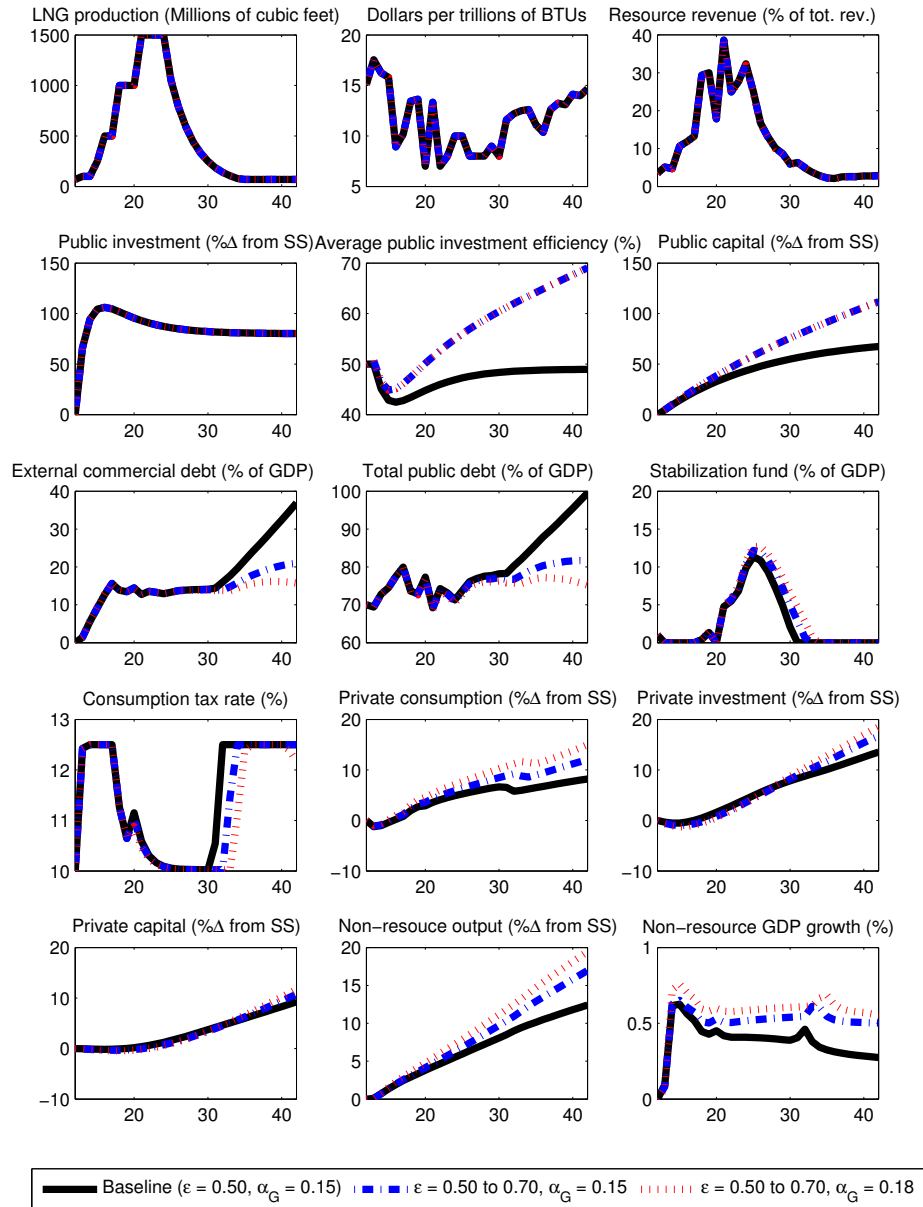 LNG production (Millions of cubic feet) Dollars per trillions of BTUs Resource revenue (% of tot. rev.)
1500 20 40
1000 15 30
500 10 20
0 5 10
0
20 30 40 20 30 40 20 30 40
Public investment (%Δ from SS) Average public investment efficiency (%) Public capital (%Δ from SS)
150 70 150
100 60 100
50 50 50
0 40 0
20 30 40 20 30 40 20 30 40
External commercial debt (% of GDP) Total public debt (% of GDP) Stabilization fund (% of GDP)
40 100 20
30 90 15
20 80 10
10 70 5
0 60 0
20 30 40 20 30 40 20 30 40
Consumption tax rate (%) Private consumption (%Δ from SS) Private investment (%Δ from SS)
13 20 20
12 10 10
11 0 0
10 −10 −10
20 30 40 20 30 40 20 30 40
Private capital (%Δ from SS) Non−resouce output (%Δ from SS) Non−resource GDP growth (%)
20 20 1
10 15 0.5
0 10 0
−10 5
0
20 30 40 20 30 40 20 30 40
Baseline (ε = 0.50, α_G = 0.15) ε = 0.50 to 0.70, α_G = 0.15 ε = 0.50 to 0.70, α_G = 0.18